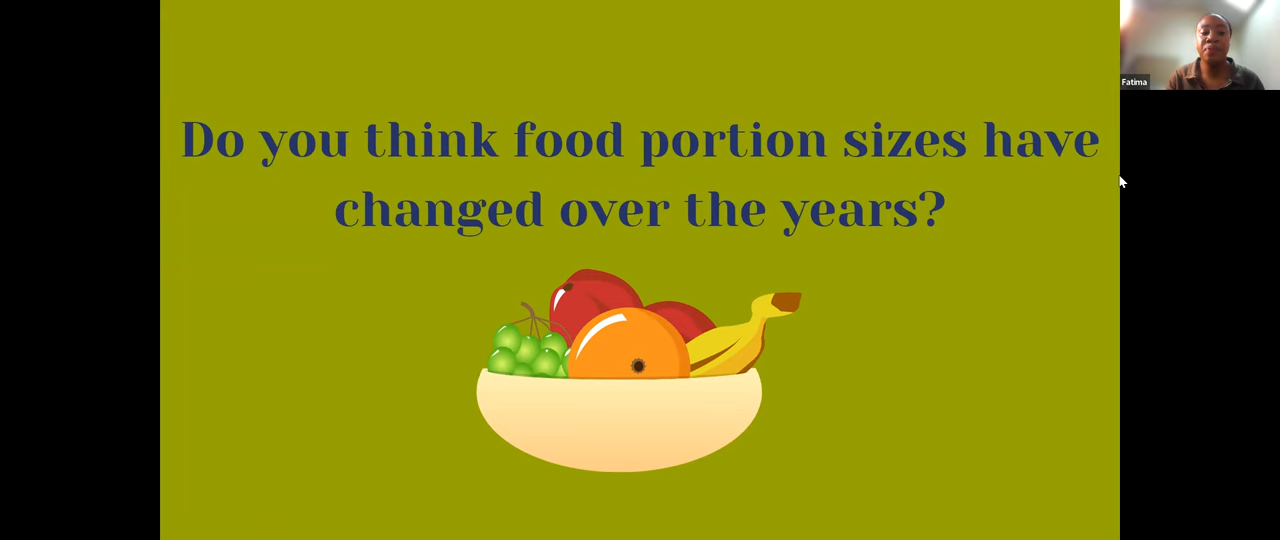 Do you think food portion sizes have
changed over the years?
Fatima